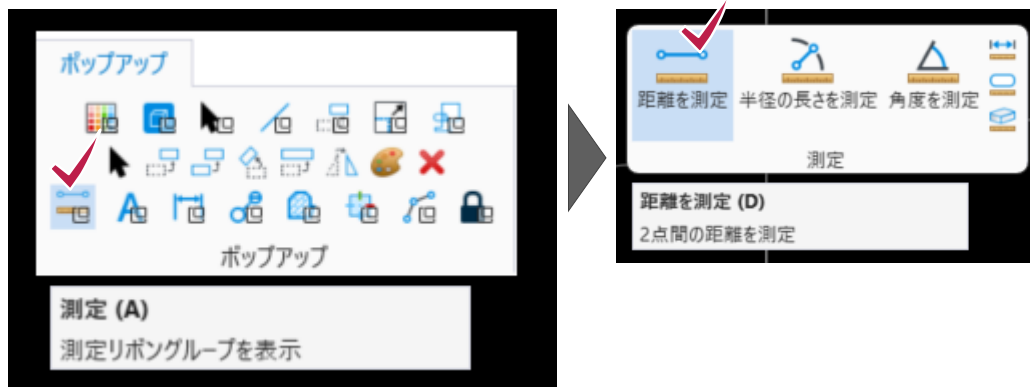 ポップアップ
ポップアップ
測定 (A)
測定リボングループを表示
距離を測定 半径の長さを測定 角度を測定
測定
距離を測定 (D)
2点間の距離を測定